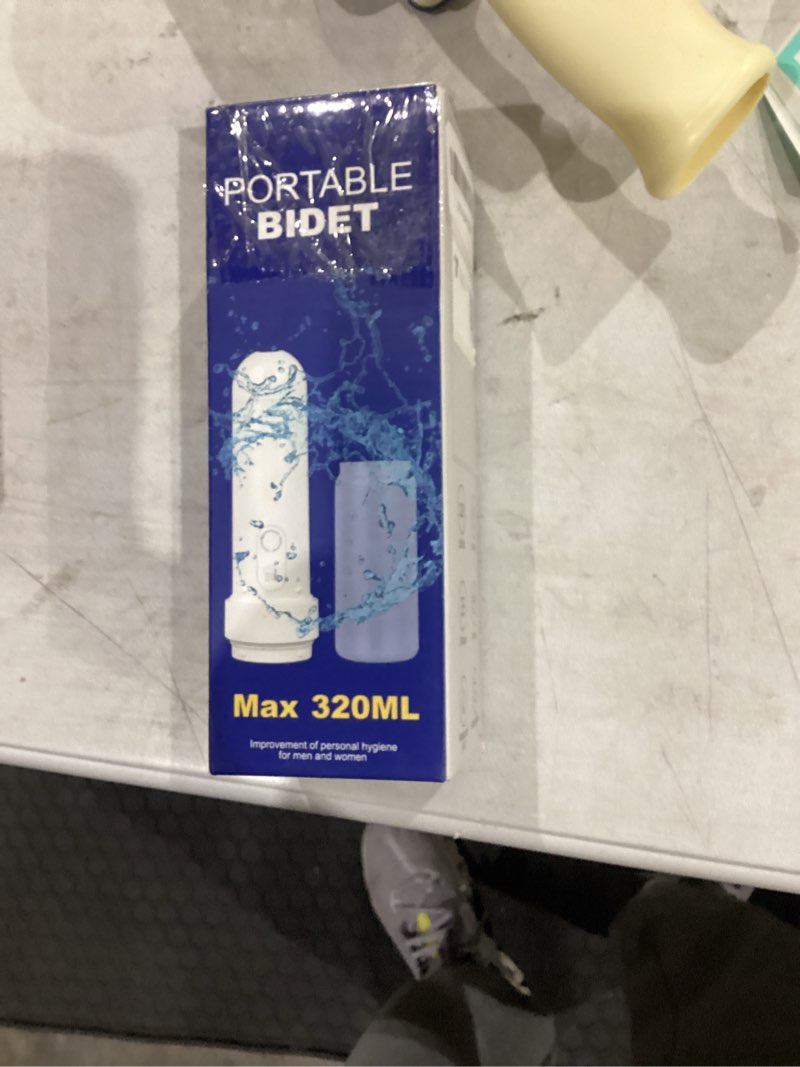 PORTABLE
BIDET
Max 320ML
Improvement of personal hygiene
for men and women